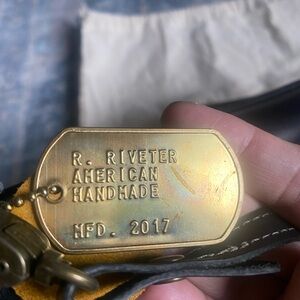 R. RIVETER
AMERICAN
HANDMADE
MFD. 2017